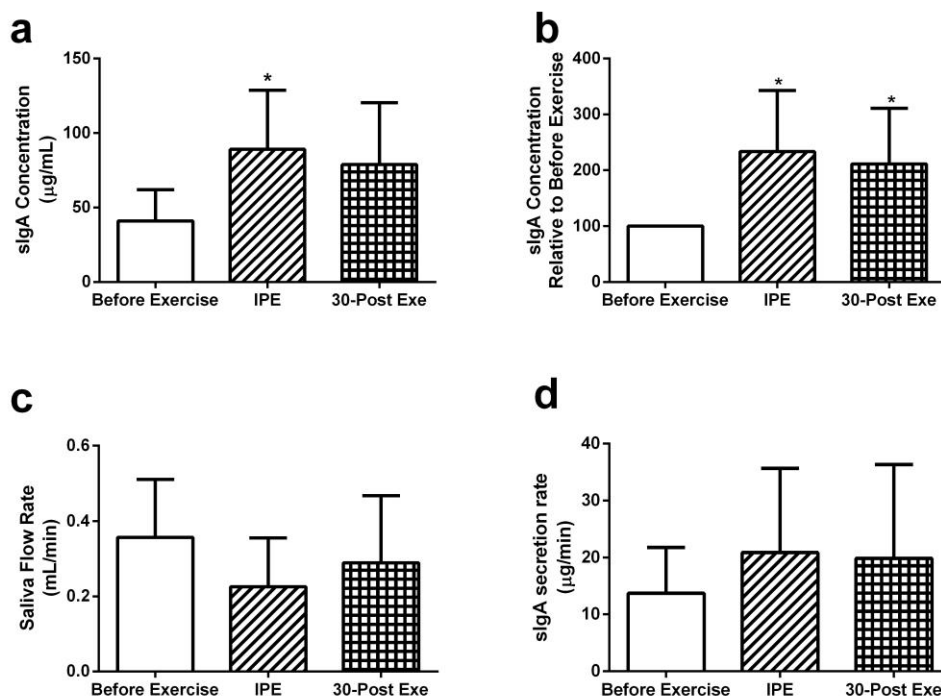 a
sIgA Concentration
(µg/mL)
150
100
50
0
*
Before Exercise IPE 30-Post Exe
b
sIgA Concentration
Relative to Before Exercise
400
300
200
100
0
* *
Before Exercise IPE 30-Post Exe
c
Saliva Flow Rate
(mL/min)
0.6
0.4
0.2
0.0
Before Exercise IPE 30-Post Exe
d
sIgA secretion rate
(µg/min)
40
30
20
10
0
Before Exercise IPE 30-Post Exe